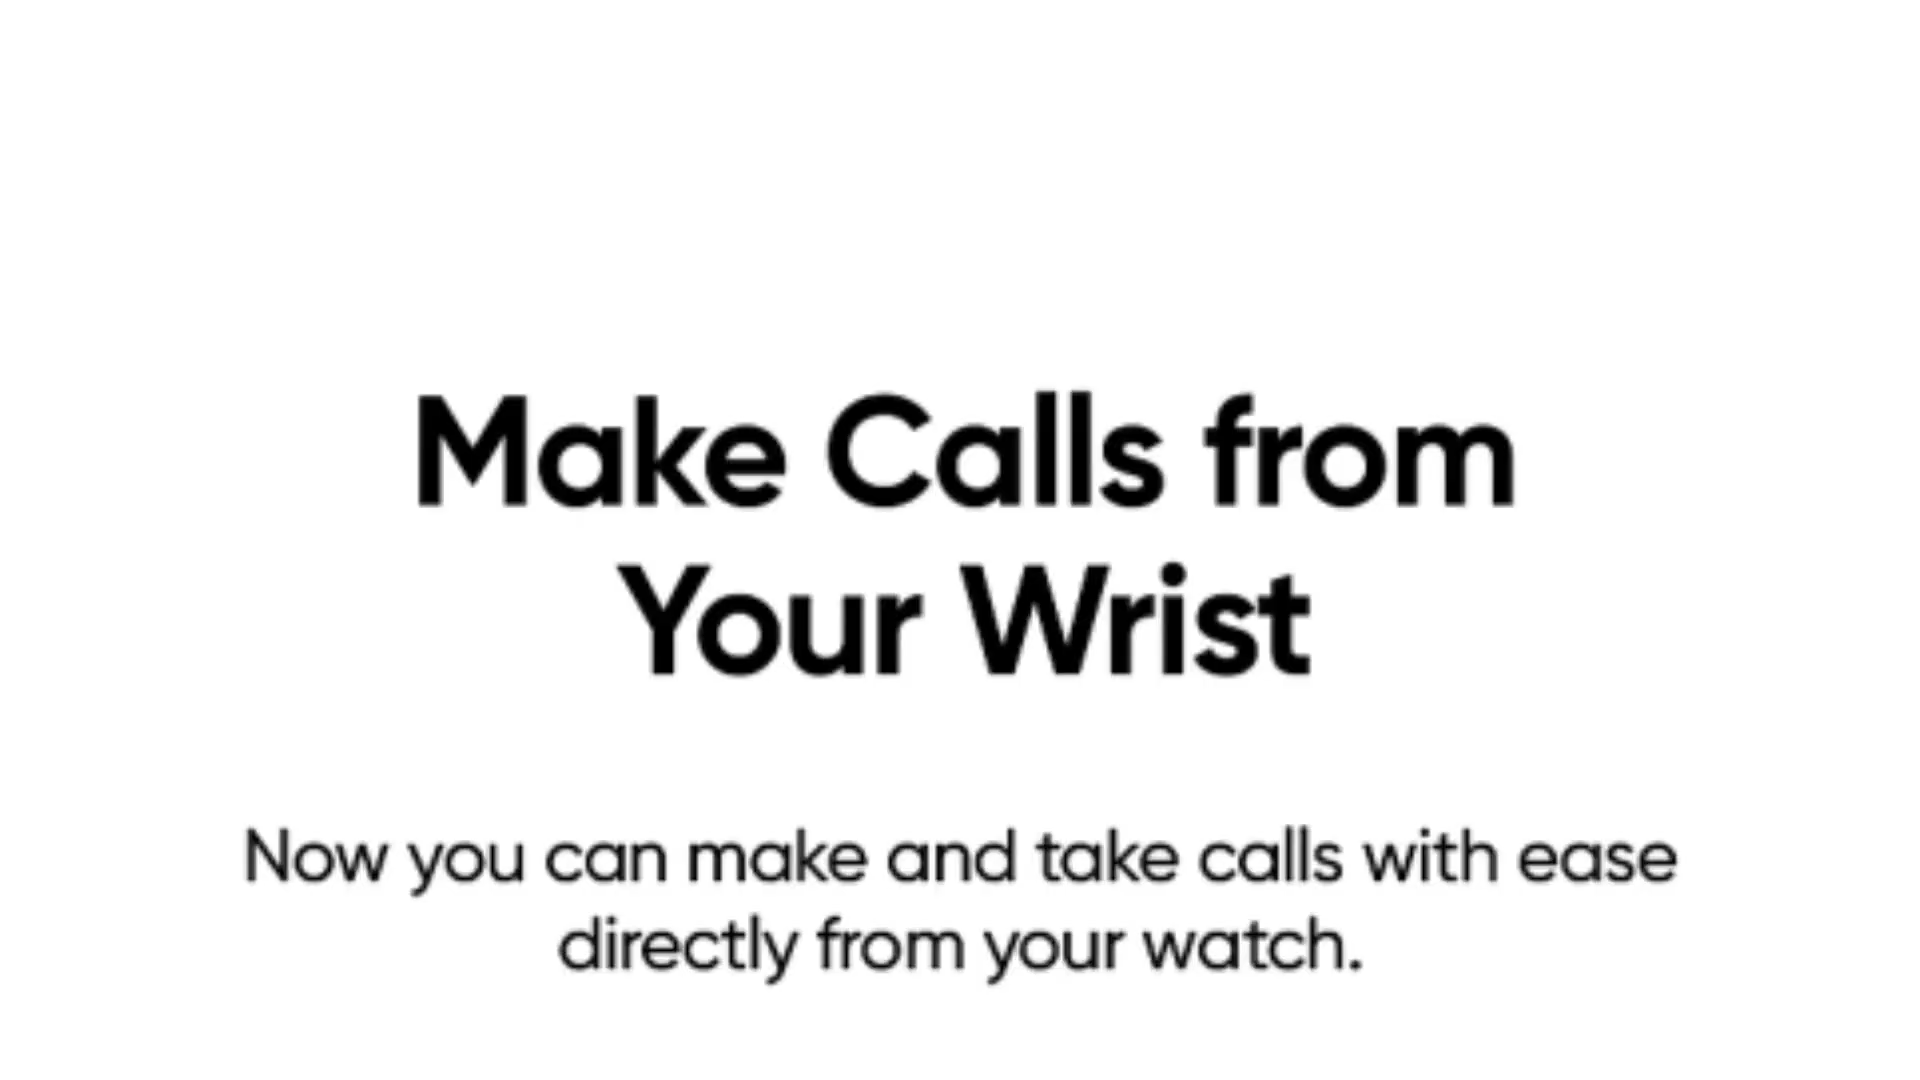 Make Calls from
Your Wrist
Now you can make and take calls with ease
directly from your watch.